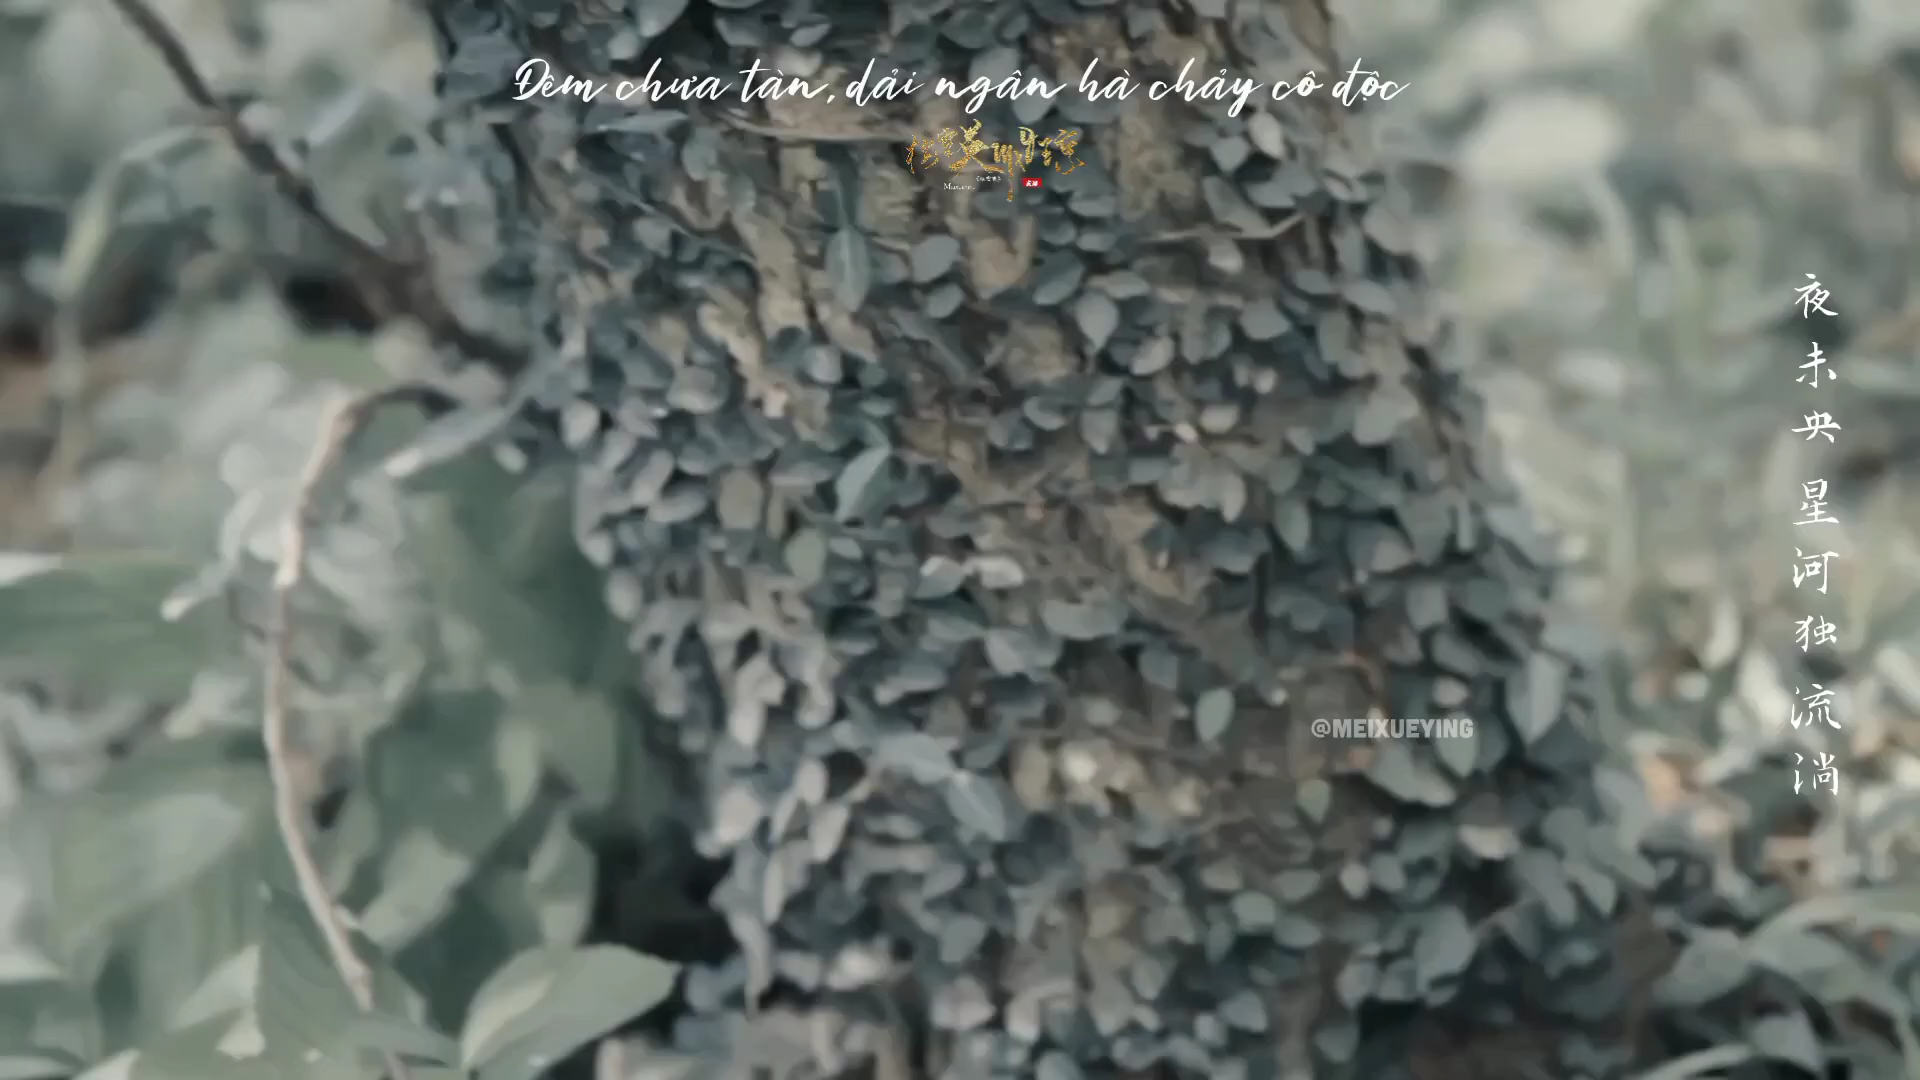 Đêm chưa tàn, dải ngân hà chảy cô độc
夜未央 星河独流淌
@MEIXUEYING